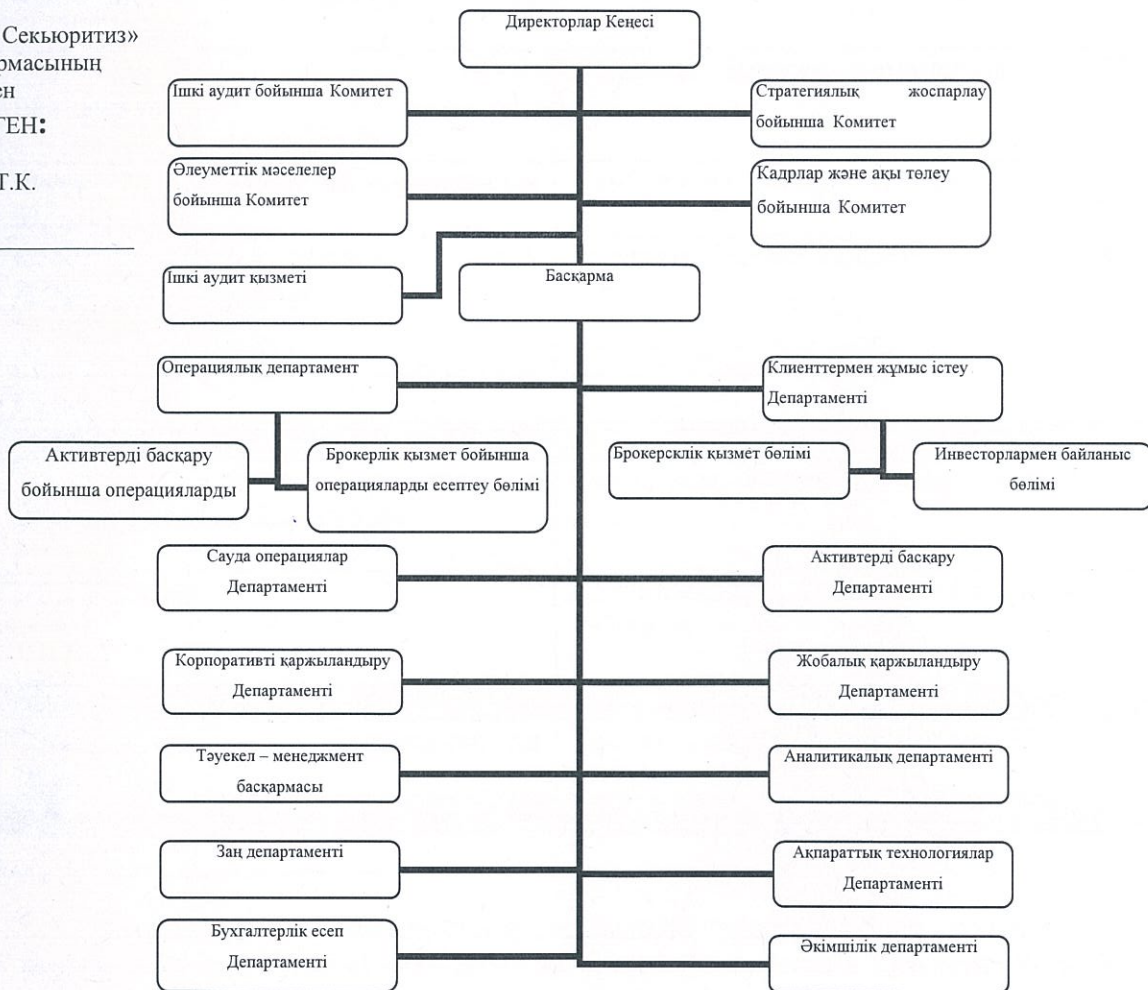 Секьюритиз»
рмасының
ен
ГЕН:
Т.К.
Директорлар Кеңесі
Ішкі аудит бойынша Комитет
Стратегиялық жоспарлау
бойынша Комитет
Әлеуметтік мәселелер
бойынша Комитет
Кадрлар және ақы төлеу
бойынша Комитет
Ішкі аудит қызметі
Басқарма
Операциялық департамент
Клиенттермен жұмыс істеу
Департаменті
Активтерді басқару
бойынша операцияларды
Брокерлік қызмет бойынша
операцияларды есептеу бөлімі
Брокерсклік қызмет бөлімі
Инвесторлармен байланыс
бөлімі
Сауда операциялар
Департаменті
Активтерді басқару
Департаменті
Корпоративті қаржыландыру
Департаменті
Жобалық қаржыландыру
Департаменті
Тәуекел – менеджмент
басқармасы
Аналитикалық департаменті
Заң департаменті
Ақпараттық технологиялар
Департаменті
Бухгалтерлік есеп
Департаменті
Әкімшілік департаменті